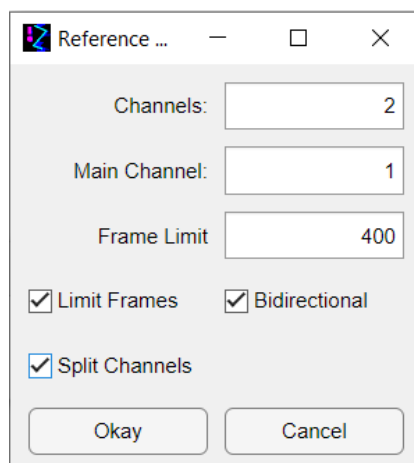 Reference ...
Channels: 2
Main Channel: 1
Frame Limit 400
Limit Frames Bidirectional
Split Channels
Okay Cancel